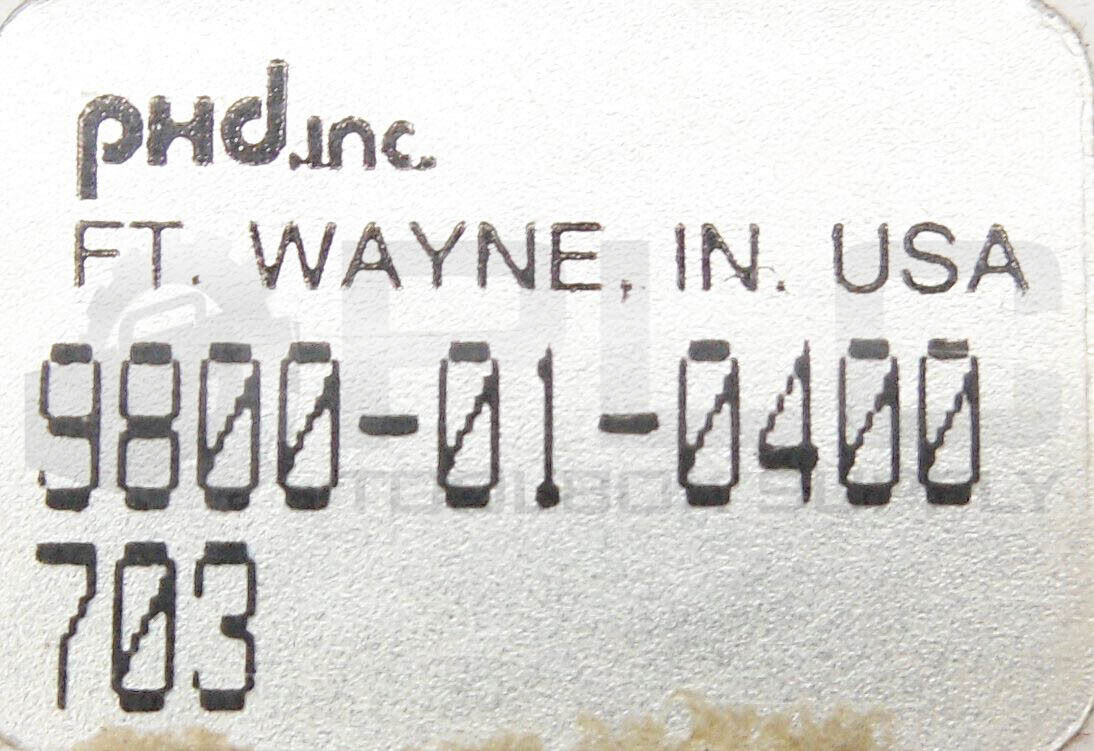 PHD.Inc.
FT. WAYNE, IN. USA
9800-01-0400
703